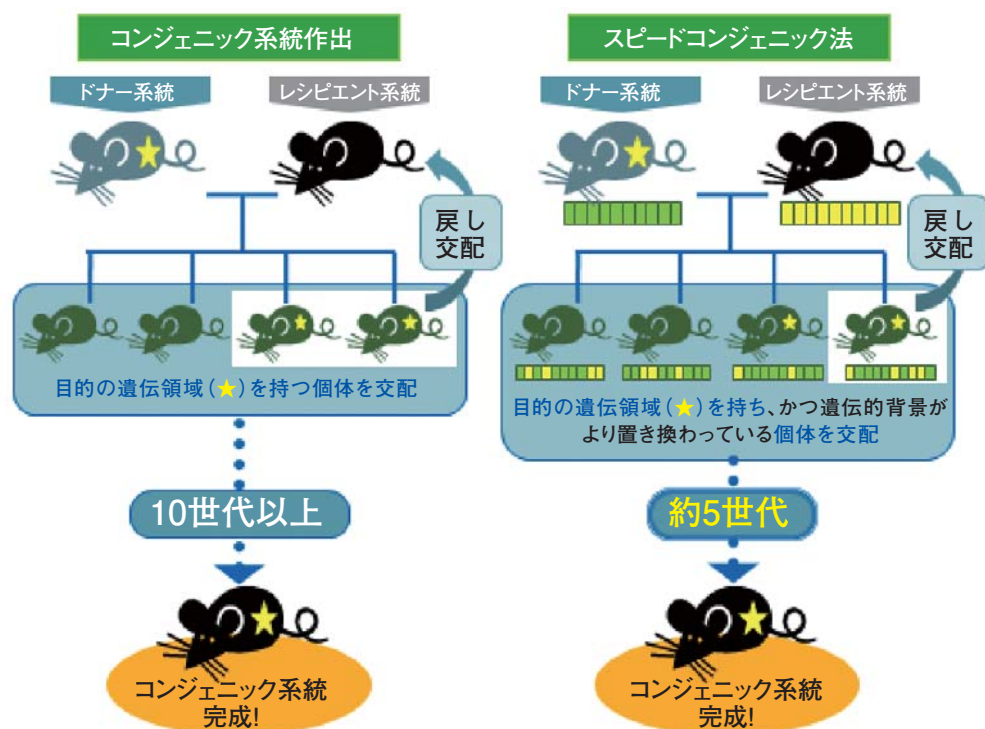 コンジェニック系統作出
ドナー系統
レシピエント系統
戻し
交配
目的の遺伝領域(★)を持つ個体を交配
10世代以上
コンジェニック系統
完成!
スピードコンジェニック法
ドナー系統
レシピエント系統
戻し
交配
目的の遺伝領域(★)を持ち、かつ遺伝的背景が
より置き換わっている個体を交配
約5世代
コンジェニック系統
完成!